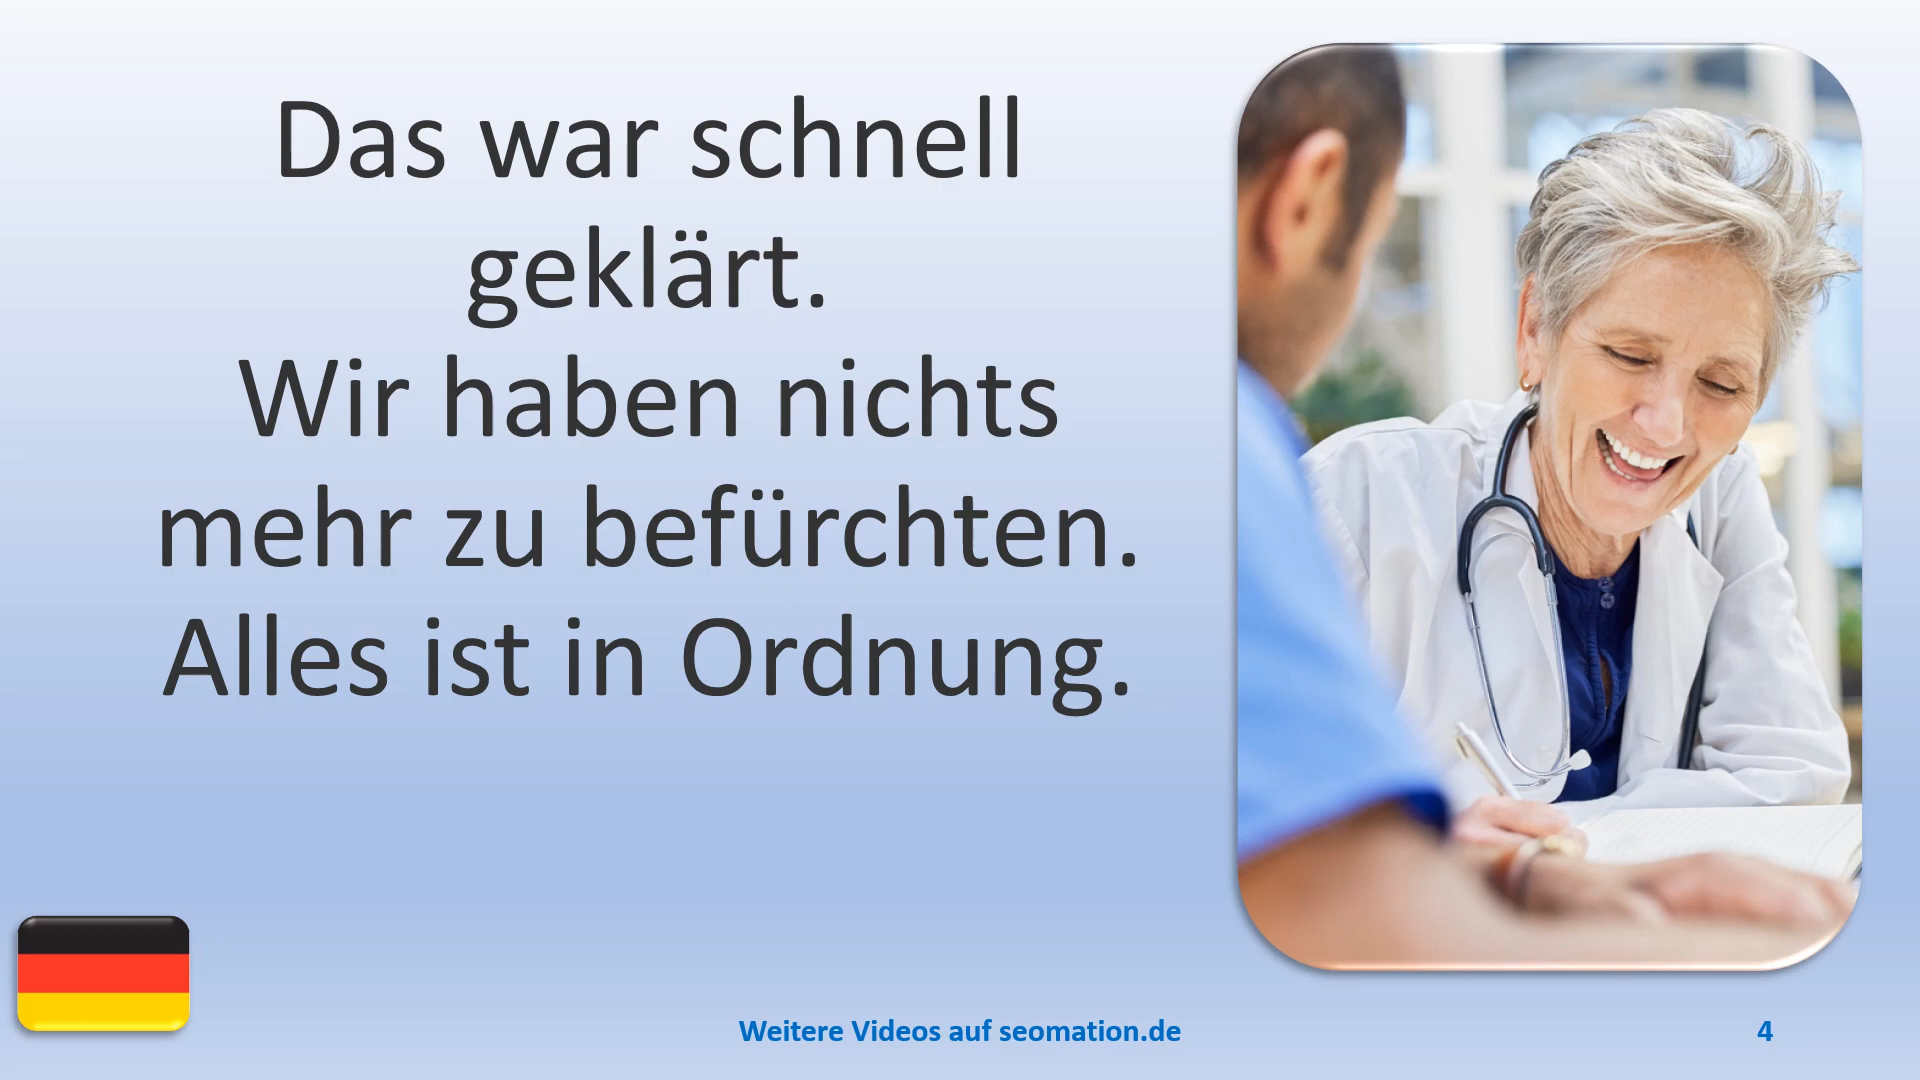 Das war schnell
geklärt.
Wir haben nichts
mehr zu befürchten.
Alles ist in Ordnung.
Weitere Videos auf seomation.de
4